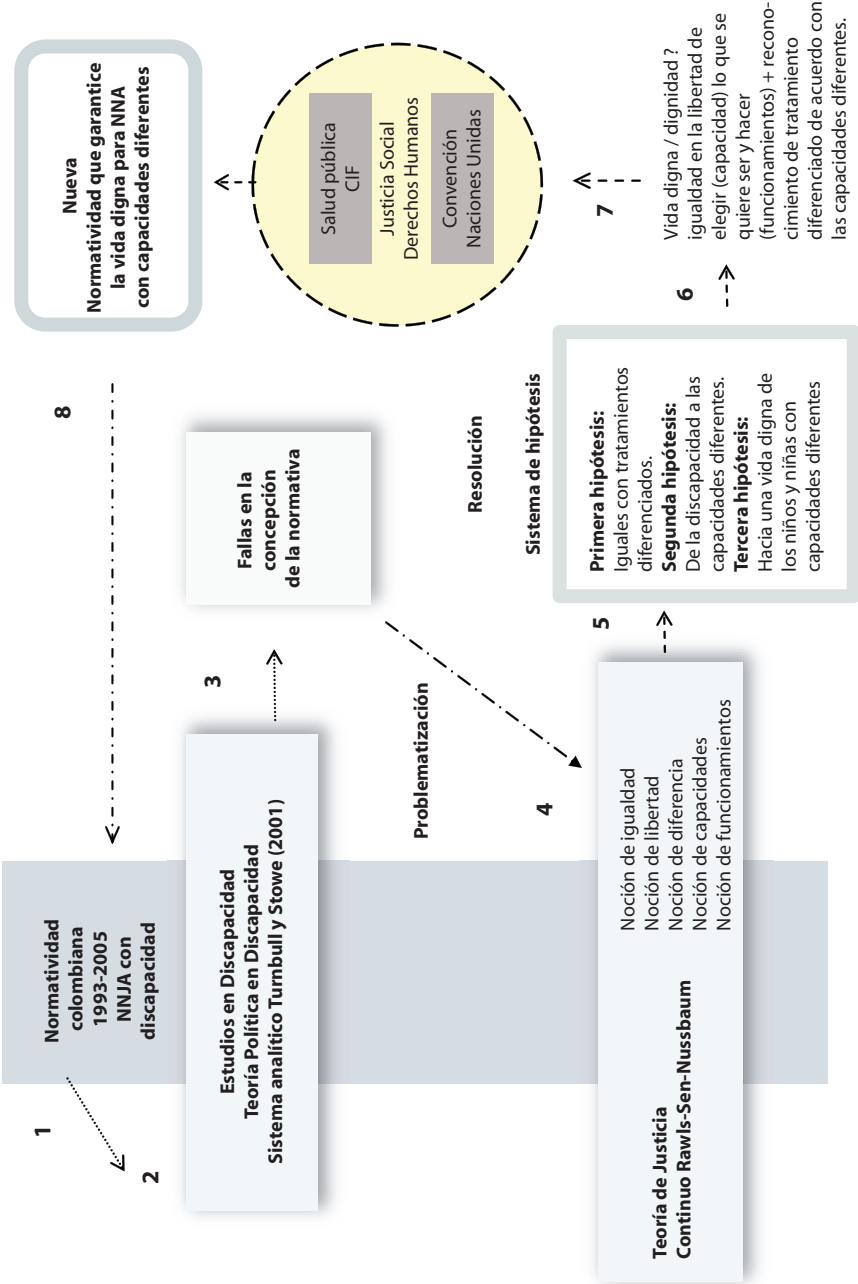 1
Normatividad
colombiana
1993-2005
NNJA con
discapacidad
2
Estudios en Discapacidad
Teoría Política en Discapacidad
Sistema analítico Turnbull y Stowe (2001)
3
Fallas en la
concepción
de la normativa
Problematización
4
Teoría de Justicia
Continuo Rawls-Sen-Nussbaum
Noción de igualdad
Noción de libertad
Noción de diferencia
Noción de capacidades
Noción de funcionamientos
5
Resolución
Sistema de hipótesis
Primera hipótesis:
Iguales con tratamientos
diferenciados.
Segunda hipótesis:
De la discapacidad a las
capacidades diferentes.
Tercera hipótesis:
Hacia una vida digna de
los niños y niñas con
capacidades diferentes
6
Vida digna / dignidad ?
igualdad en la libertad de
elegir (capacidad) lo que se
quiere ser y hacer
(funcionamientos) + recono-
cimiento de tratamiento
diferenciado de acuerdo con
las capacidades diferentes.
7
Salud pública
CIF
Justicia Social
Derechos Humanos
Convención
Naciones Unidas
Nueva
Normatividad que garantice
la vida digna para NNA
con capacidades diferentes
8